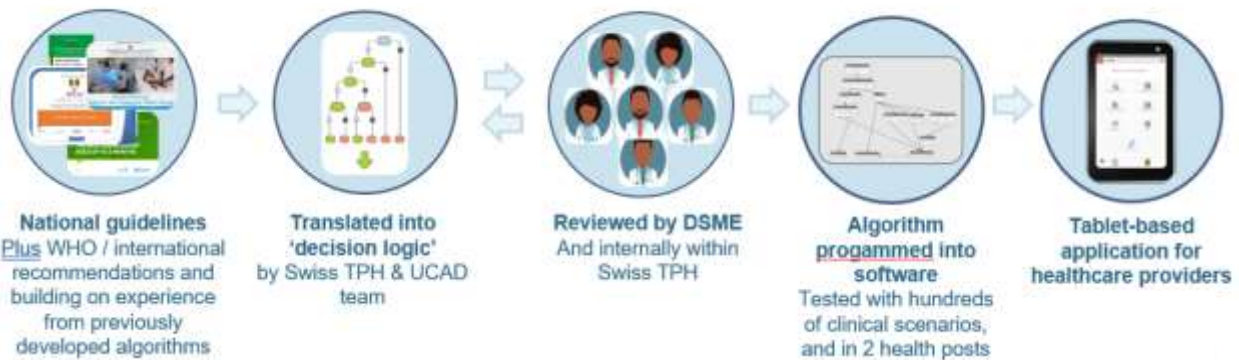 National guidelines
Plus WHO / international
recommendations and
building on experience
from previously
developed algorithms
Translated into
‘decision logic’
by Swiss TPH & UCAD
team
Reviewed by DSME
And internally within
Swiss TPH
Algorithm
progammed into
software
Tested with hundreds
of clinical scenarios,
and in 2 health posts
Tablet-based
application for
healthcare providers